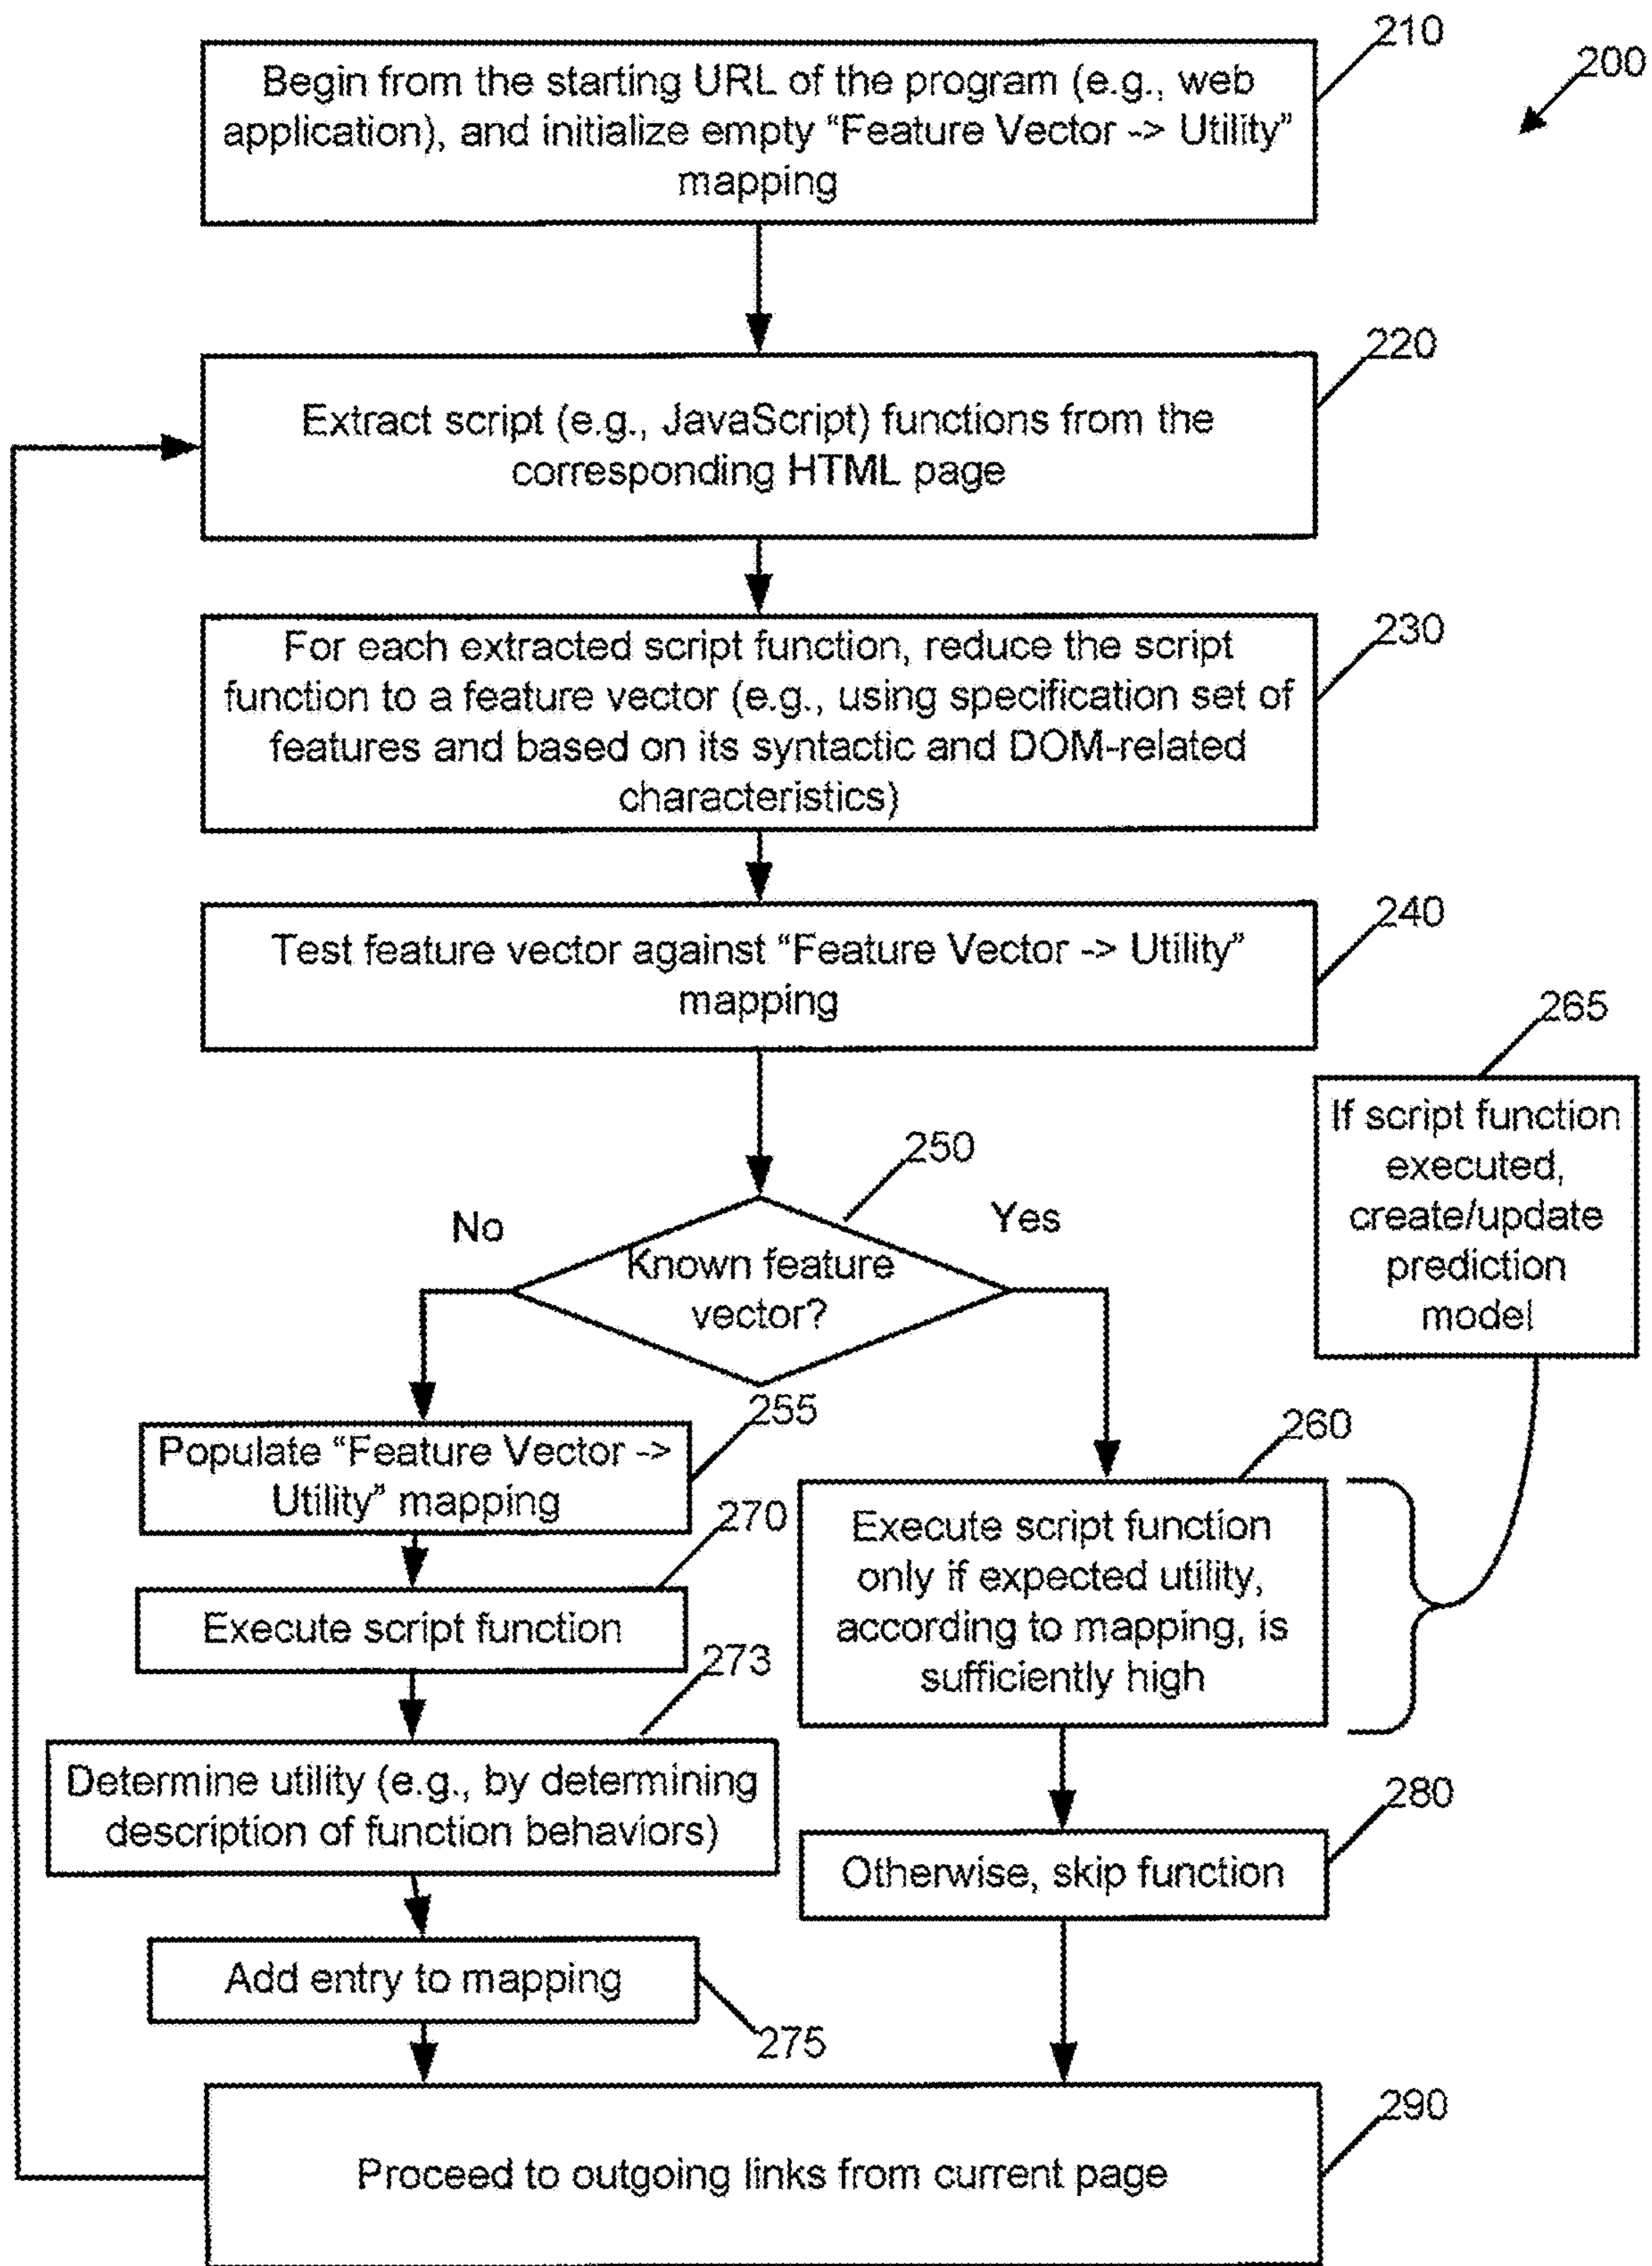 210
200
Begin from the starting URL of the program (e.g., web
application), and initialize empty “Feature Vector -> Utility”
mapping
220
Extract script (e.g., JavaScript) functions from the
corresponding HTML page
230
For each extracted script function, reduce the script
function to a feature vector (e.g., using specification set of
features and based on its syntactic and DOM-related
characteristics)
240
Test feature vector against “Feature Vector -> Utility”
mapping
265
If script function
executed,
create/update
prediction
model
250
No
Yes
Known feature
vector?
255
Populate “Feature Vector ->
Utility” mapping
260
Execute script function
only if expected utility,
according to mapping, is
sufficiently high
270
Execute script function
273
Determine utility (e.g., by determining
description of function behaviors)
280
Otherwise, skip function
Add entry to mapping
275
290
Proceed to outgoing links from current page